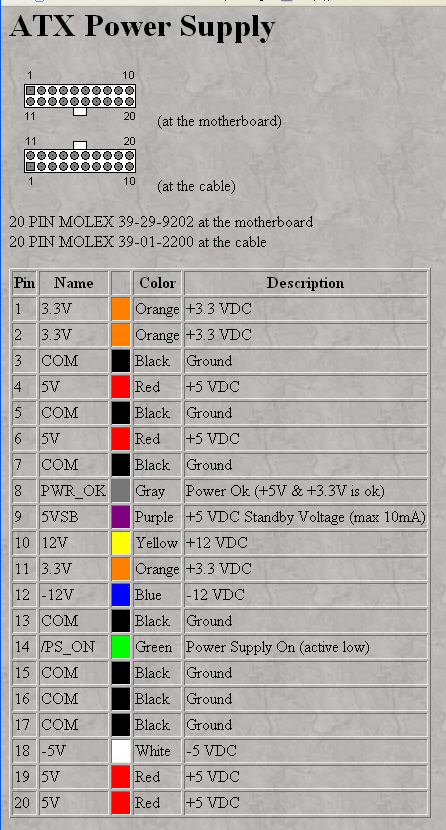 ATX Power Supply
1 10
11 20
(at the motherboard)
11 20
1 10
(at the cable)
20 PIN MOLEX 39-29-9202 at the motherboard
20 PIN MOLEX 39-01-2200 at the cable
Pin Name Color Description
1 3.3V Orange +3.3 VDC
2 3.3V Orange +3.3 VDC
3 COM Black Ground
4 5V Red +5 VDC
5 COM Black Ground
6 5V Red +5 VDC
7 COM Black Ground
8 PWR_OK Gray Power Ok (+5V & +3.3V is ok)
9 5VSB Purple +5 VDC Standby Voltage (max 10mA)
10 12V Yellow +12 VDC
11 3.3V Orange +3.3 VDC
12 -12V Blue -12 VDC
13 COM Black Ground
14 /PS_ON Green Power Supply On (active low)
15 COM Black Ground
16 COM Black Ground
17 COM Black Ground
18 -5V White -5 VDC
19 5V Red +5 VDC
20 5V Red +5 VDC